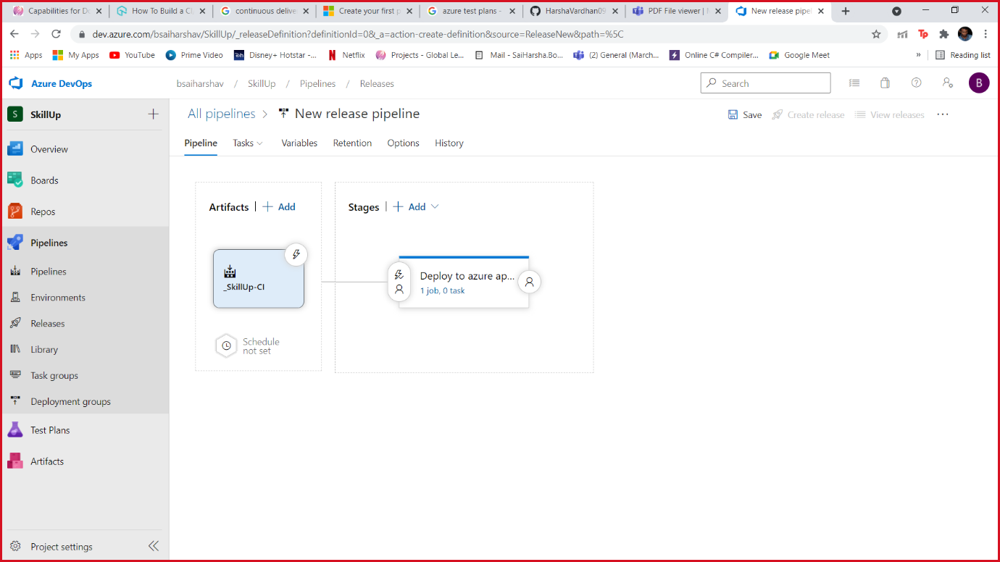 Capabilities for De
How To Build a CI
continuous delive
Create your first p
azure test plans -
HarshaVardhan09
PDF File viewer |
New release pipel
dev.azure.com/bsaiharshav/SkillUp/_releaseDefinition?definitionId=0&_a=action-create-definition&source=ReleaseNew&path=%5C
Apps
My Apps
YouTube
Prime Video
Disney+ Hotstar -...
Netflix
Projects - Global Le...
Mail - SaiHarsha.Bo...
(2) General (March...
Online C# Compiler...
Google Meet
»
Reading list
Azure DevOps
bsaiharshav / SkillUp / Pipelines / Releases
Search
B
S SkillUp
All pipelines > New release pipeline
Save
Create release
View releases
Pipeline
Tasks
Variables
Retention
Options
History
Overview
Boards
Repos
Pipelines
Pipelines
Environments
Releases
Library
Task groups
Deployment groups
Test Plans
Artifacts
Project settings
Artifacts | + Add
_SkillUp-CI
Schedule
not set
Stages | + Add
Deploy to azure ap...
1 job, 0 task